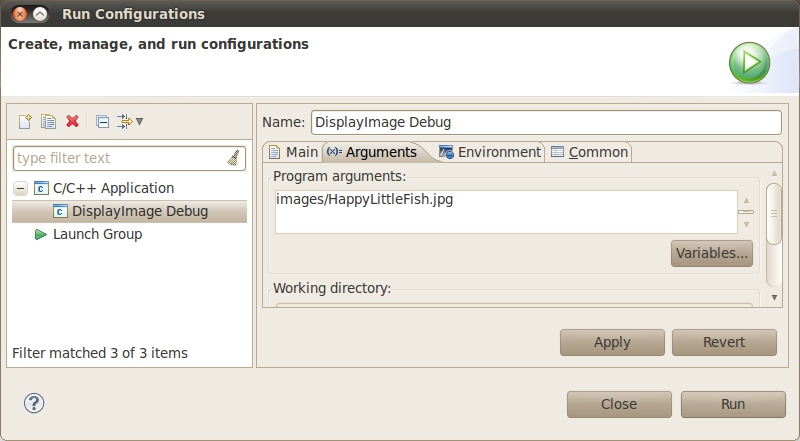 Run Configurations
Create, manage, and run configurations
type filter text
C/C++ Application
DisplayImage Debug
Launch Group
Filter matched 3 of 3 items
Name: DisplayImage Debug
Main (x)= Arguments Environment Common
Program arguments:
images/HappyLittleFish.jpg
Variables...
Working directory:
Apply Revert
? Close Run